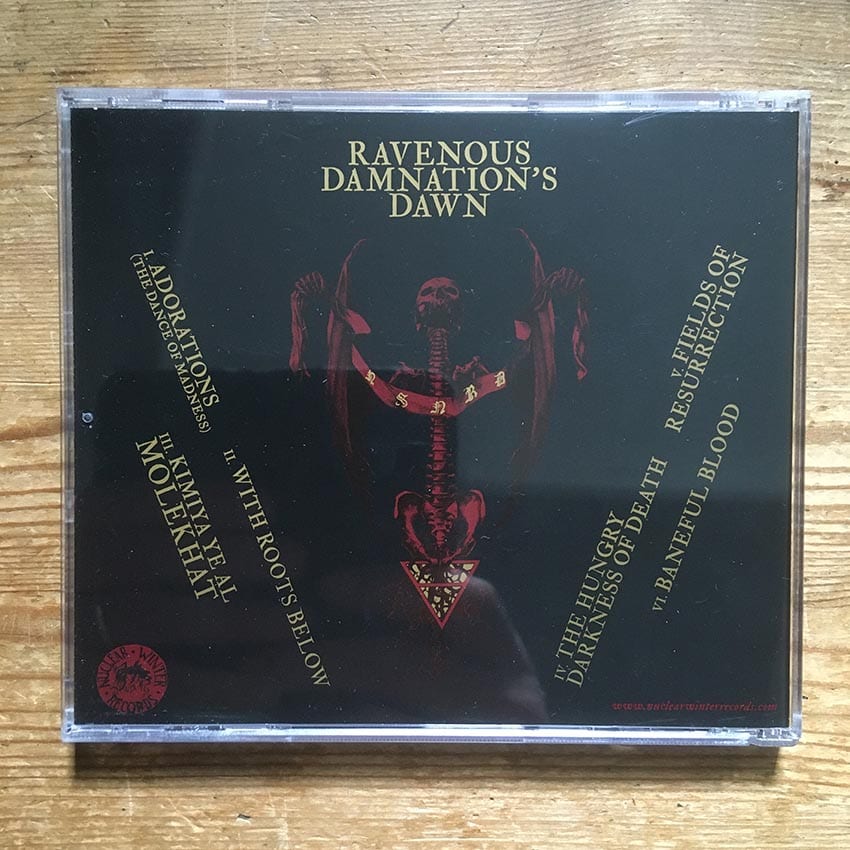 RAVENOUS
DAMNATION'S
DAWN
I. ADORATIONS
(THE DANCE OF MADNESS)
II. WITH ROOTS BELOW
III. KIMIYA YE AL
MOLEKHAT
IV. THE HUNGRY
DARKNESS OF DEATH
V. FIELDS OF
RESURRECTION
VI. BANEFUL BLOOD
NUCLEAR · WINTER
RECORDS
www.nuclearwinterrecords.com